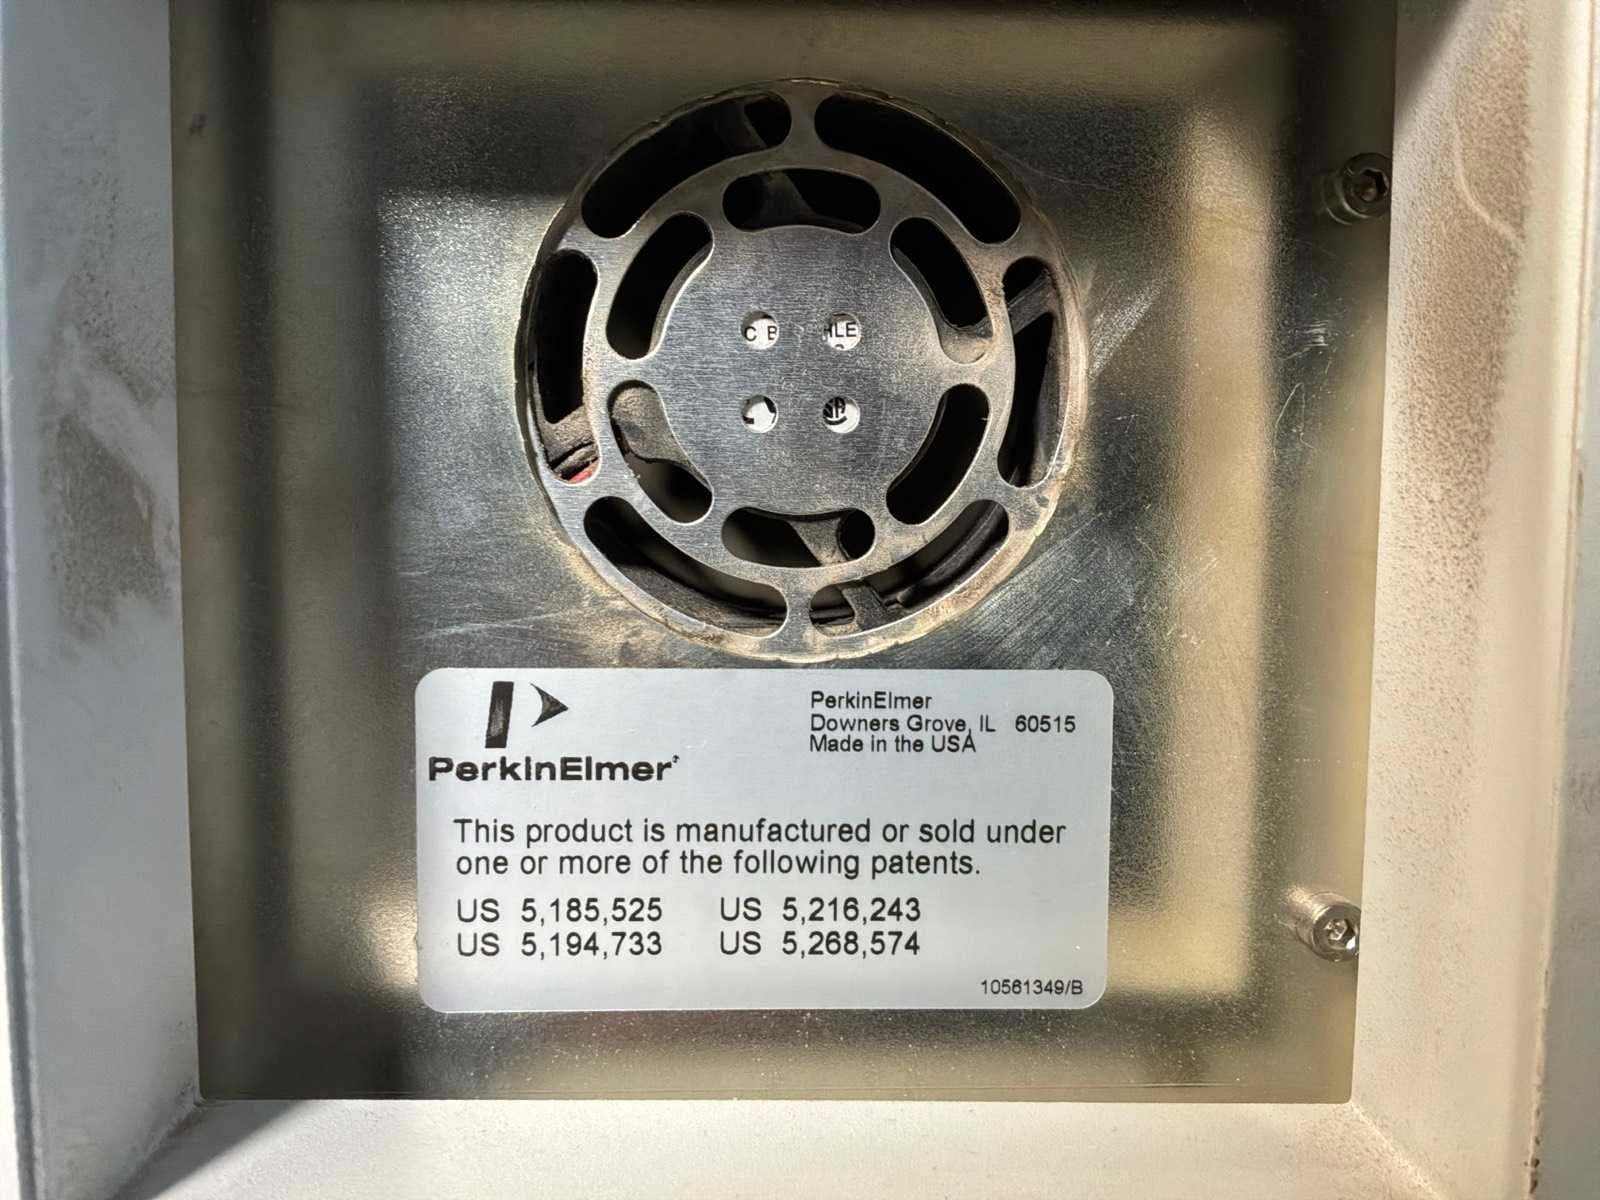 C B
HLE
PerkinElmer
PerkinElmer
Downers Grove, IL 60515
Made in the USA
This product is manufactured or sold under
one or more of the following patents.
US 5,185,525 US 5,216,243
US 5,194,733 US 5,268,574
10561349/B